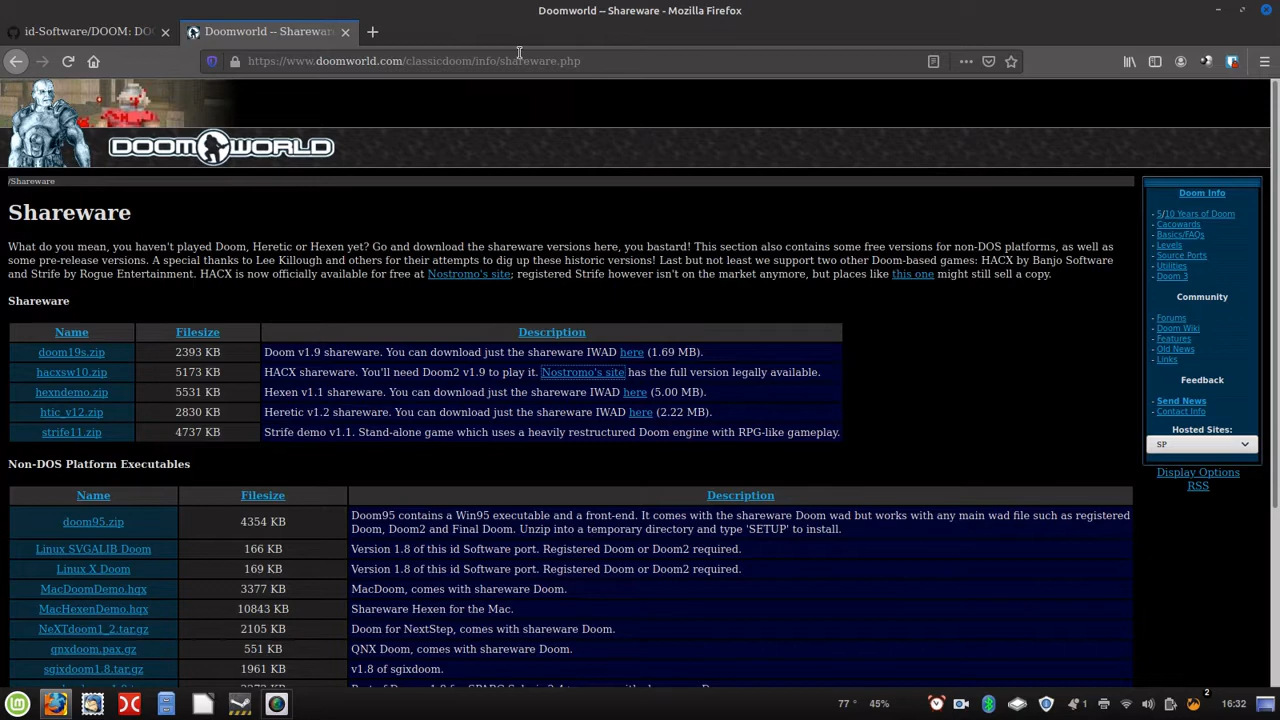 Doomworld -- Shareware - Mozilla Firefox
id-Software/DOOM: DO
Doomworld -- Shareware
https://www.doomworld.com/classicdoom/info/shareware.php
DOOMWORLD
/Shareware
Shareware
What do you mean, you haven't played Doom, Heretic or Hexen yet? Go and download the shareware versions here, you bastard! This section also contains some free versions for non-DOS platforms, as well as
some pre-release versions. A special thanks to Lee Killough and others for their attempts to dig up these historic versions! Last but not least we support two other Doom-based games: HACX by Banjo Software
and Strife by Rogue Entertainment. HACX is now officially available for free at Nostromo's site; registered Strife however isn't on the market anymore, but places like this one might still sell a copy.
Shareware
Name Filesize Description
doom19s.zip 2393 KB Doom v1.9 shareware. You can download just the shareware IWAD here (1.69 MB).
hacxsw10.zip 5173 KB HACX shareware. You'll need Doom2 v1.9 to play it. Nostromo's site has the full version legally available.
hexndemo.zip 5531 KB Hexen v1.1 shareware. You can download just the shareware IWAD here (5.00 MB).
htic_v12.zip 2830 KB Heretic v1.2 shareware. You can download just the shareware IWAD here (2.22 MB).
strife11.zip 4737 KB Strife demo v1.1. Stand-alone game which uses a heavily restructured Doom engine with RPG-like gameplay.
Non-DOS Platform Executables
Name Filesize Description
doom95.zip 4354 KB Doom95 contains a Win95 executable and a front-end. It comes with the shareware Doom wad but works with any main wad file such as registered
Doom, Doom2 and Final Doom. Unzip into a temporary directory and type 'SETUP' to install.
Linux SVGALIB Doom 166 KB Version 1.8 of this id Software port. Registered Doom or Doom2 required.
Linux X Doom 169 KB Version 1.8 of this id Software port. Registered Doom or Doom2 required.
MacDoomDemo.hqx 3377 KB MacDoom, comes with shareware Doom.
MacHexenDemo.hqx 10843 KB Shareware Hexen for the Mac.
NeXTdoom1_2.tar.gz 2105 KB Doom for NextStep, comes with shareware Doom.
qnxdoom.pax.gz 551 KB QNX Doom, comes with shareware Doom.
sgixdoom1.8.tar.gz 1961 KB v1.8 of sgixdoom.
Doom Info
- 5/10 Years of Doom
- Cacowards
- Basics/FAQs
- Levels
- Source Ports
- Utilities
- Doom 3
Community
- Forums
- Doom Wiki
- Features
- Old News
- Links
Feedback
- Send News
- Contact Info
Hosted Sites:
SP
Display Options
RSS
77 ° 45% 1 2 16:32